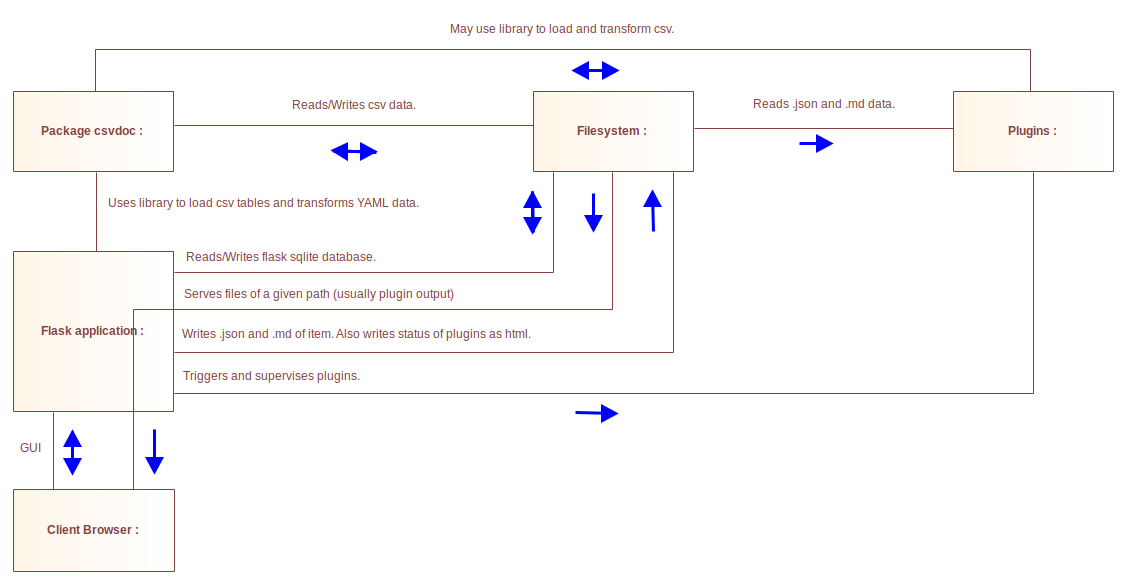 May use library to load and transform csv.
Reads/Writes csv data.
Reads .json and .md data.
Package csvdoc :
Filesystem :
Plugins :
Uses library to load csv tables and transforms YAML data.
Reads/Writes flask sqlite database.
Serves files of a given path (usually plugin output)
Flask application :
Writes .json and .md of item. Also writes status of plugins as html.
Triggers and supervises plugins.
GUI
Client Browser :